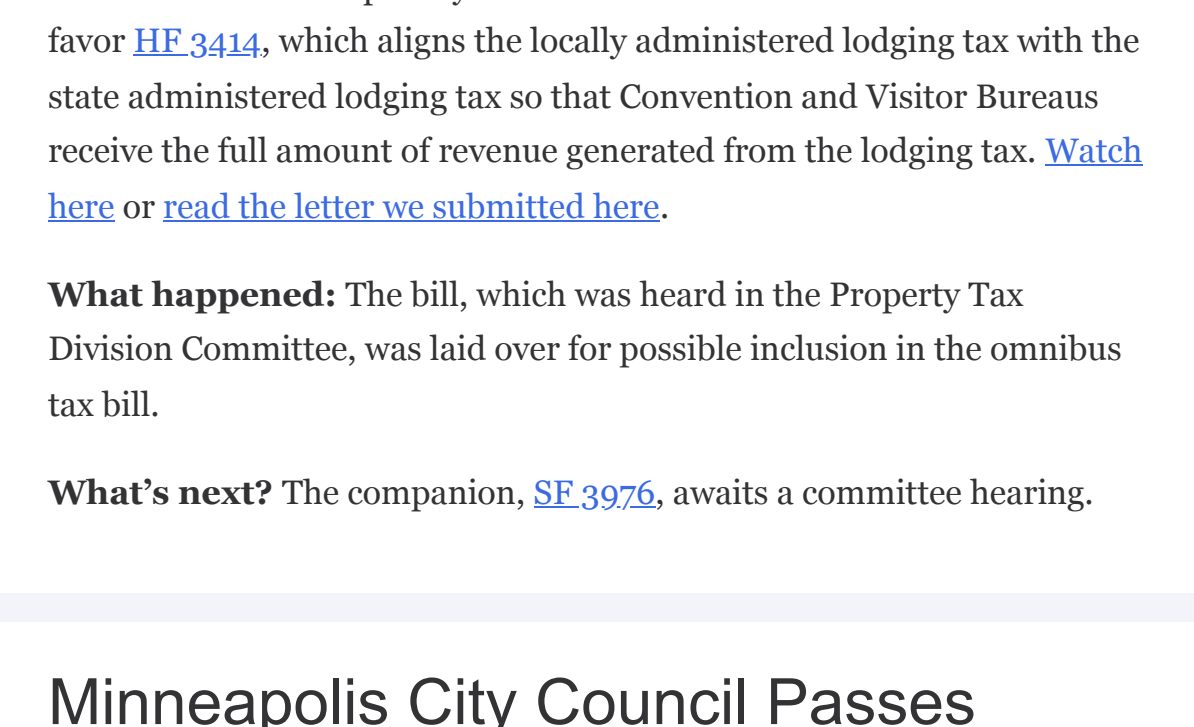 favor HF 3414, which aligns the locally administered lodging tax with the
state administered lodging tax so that Convention and Visitor Bureaus
receive the full amount of revenue generated from the lodging tax. Watch
here or read the letter we submitted here.
What happened: The bill, which was heard in the Property Tax
Division Committee, was laid over for possible inclusion in the omnibus
tax bill.
What’s next? The companion, SF 3976, awaits a committee hearing.
Minneapolis City Council Passes